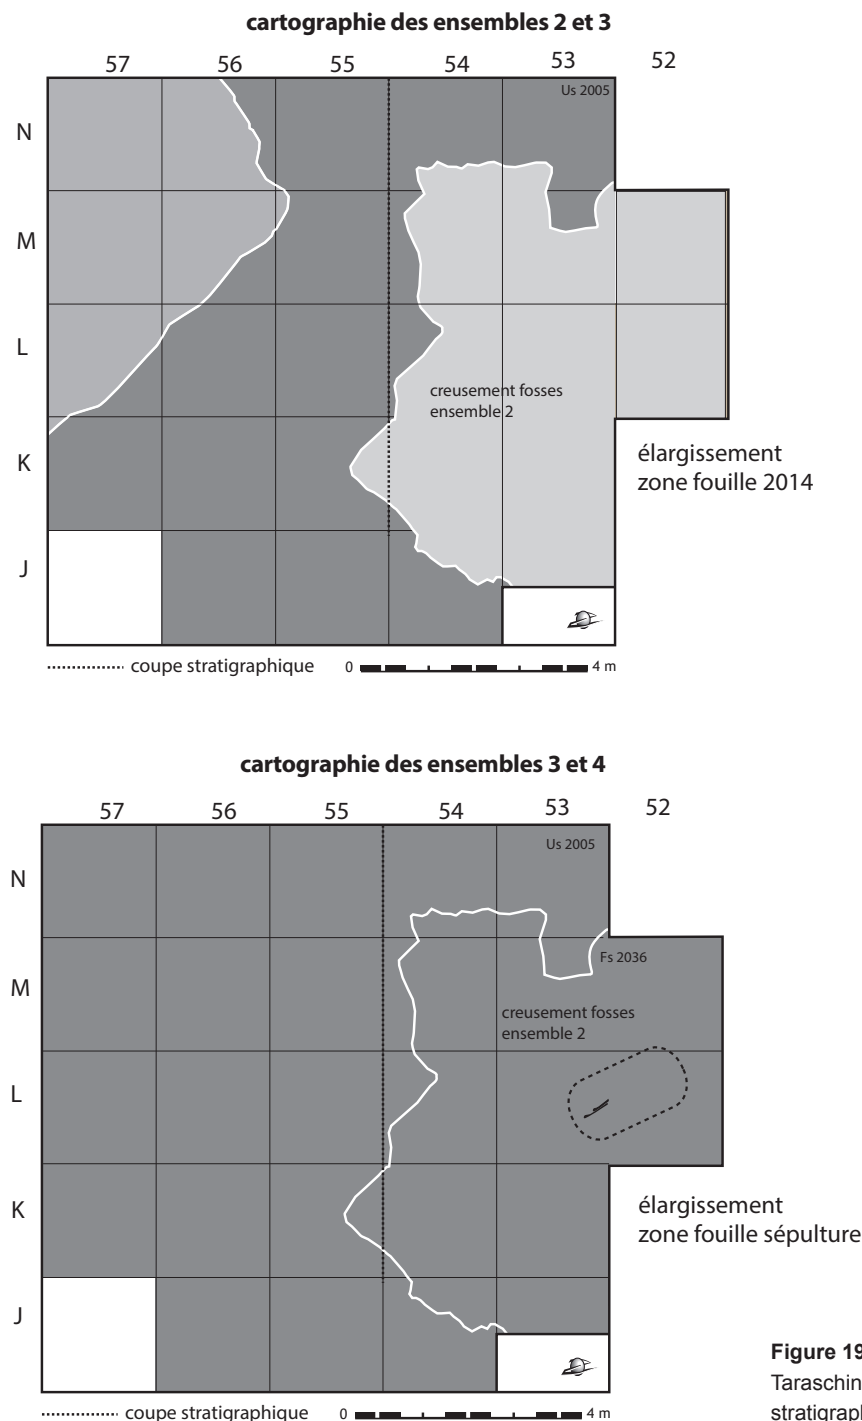 cartographie des ensembles 2 et 3
57 56 55 54 53 52
Us 2005
N
M
L
creusement fosses
ensemble 2
K
élargissement
zone fouille 2014
J
coupe stratigraphique 0 4 m
cartographie des ensembles 3 et 4
57 56 55 54 53 52
Us 2005
N
Fs 2036
M
creusement fosses
ensemble 2
L
K
élargissement
zone fouille sépulture
J
Figure 19
Taraschin
stratigraph
coupe stratigraphique 0 4 m